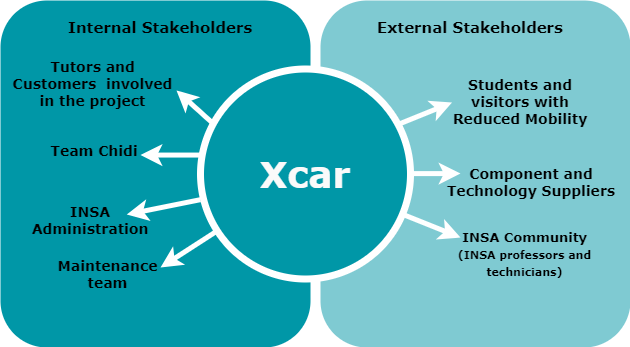 Internal Stakeholders
Tutors and
Customers involved
in the project
Team Chidi
INSA
Administration
Maintenance
team
Xcar
External Stakeholders
Students and
visitors with
Reduced Mobility
Component and
Technology Suppliers
INSA Community
(INSA professors and
technicians)